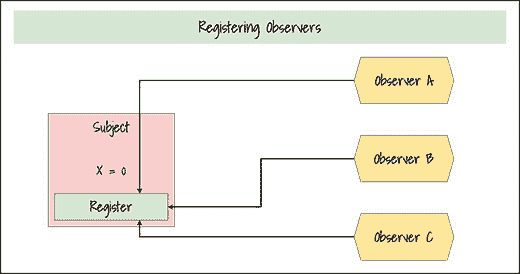 Registering Observers
Observer A
Subject
X = 0
Observer B
Register
Observer C